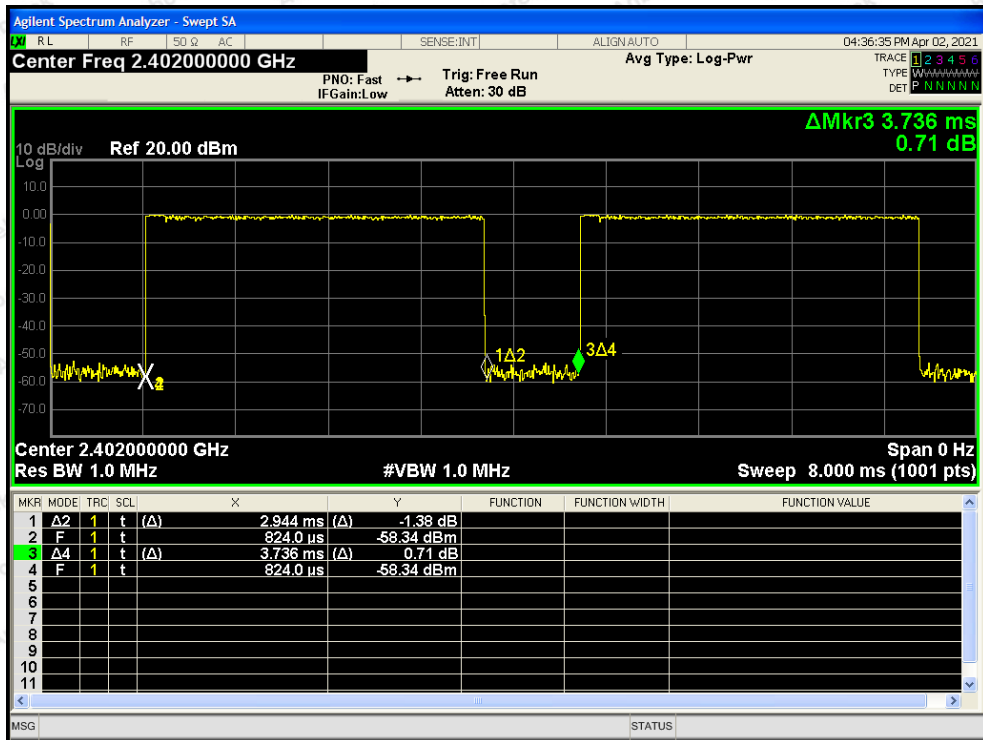 Agilent Spectrum Analyzer - Swept SA
LXI RL RF 50 Ω AC SENSE:INT ALIGNAUTO 04:36:35 PM Apr 02, 2021
Center Freq 2.402000000 GHz Avg Type: Log-Pwr TRACE 1 2 3 4 5 6
PNO: Fast Trig: Free Run TYPE W
IFGain:Low Atten: 30 dB DET P N N N N N
ΔMkr3 3.736 ms
10 dB/div Ref 20.00 dBm 0.71 dB
Log
10.0
0.00
-10.0
-20.0
-30.0
-40.0
-50.0
1Δ2 3Δ4
-60.0
-70.0
Center 2.402000000 GHz Span 0 Hz
Res BW 1.0 MHz #VBW 1.0 MHz Sweep 8.000 ms (1001 pts)
MKR MODE TRC SCL X Y FUNCTION FUNCTION WIDTH FUNCTION VALUE
1 Δ2 1 t (Δ) 2.944 ms (Δ) -1.38 dB
2 F 1 t 824.0 µs -58.34 dBm
3 Δ4 1 t (Δ) 3.736 ms (Δ) 0.71 dB
4 F 1 t 824.0 µs -58.34 dBm
5
6
7
8
9
10
11
MSG STATUS